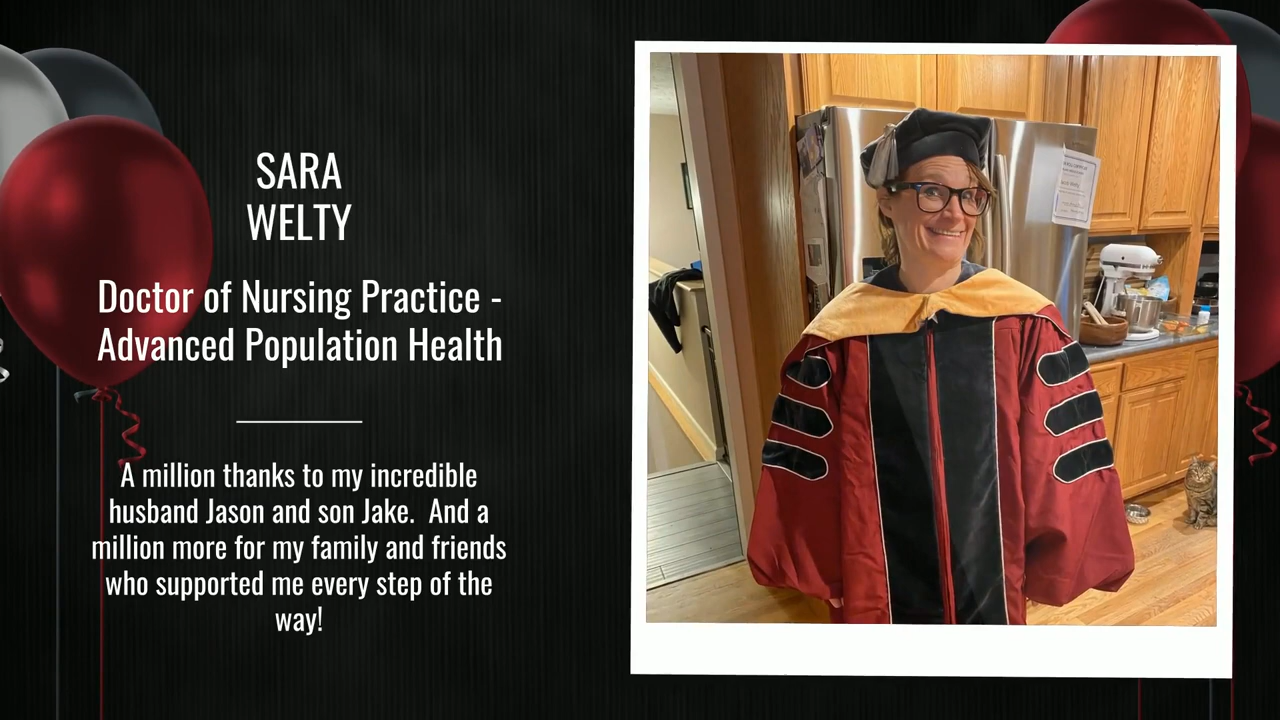 SARA
WELTY
Doctor of Nursing Practice -
Advanced Population Health
A million thanks to my incredible
husband Jason and son Jake.  And a
million more for my family and friends
who supported me every step of the
way!